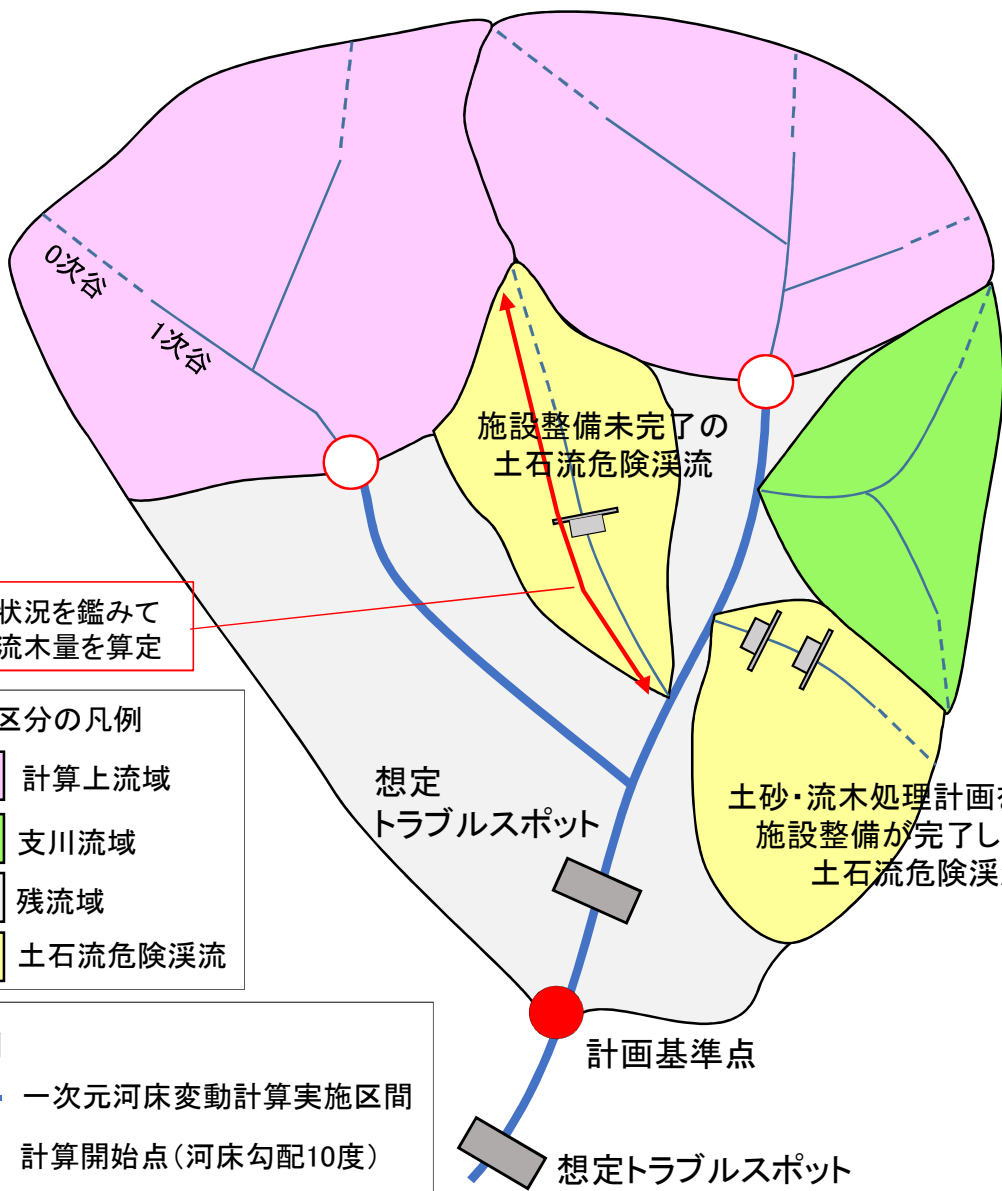 0次谷
1次谷
施設整備未完了の
土石流危険渓流
状況を鑑みて
流木量を算定
区分の凡例
計算上流域
支川流域
残流域
土石流危険渓流
想定
トラブルスポット
土砂・流木処理計画
施設整備が完了し
土石流危険渓
計画基準点
一次元河床変動計算実施区間
計算開始点(河床勾配10度)
想定トラブルスポット